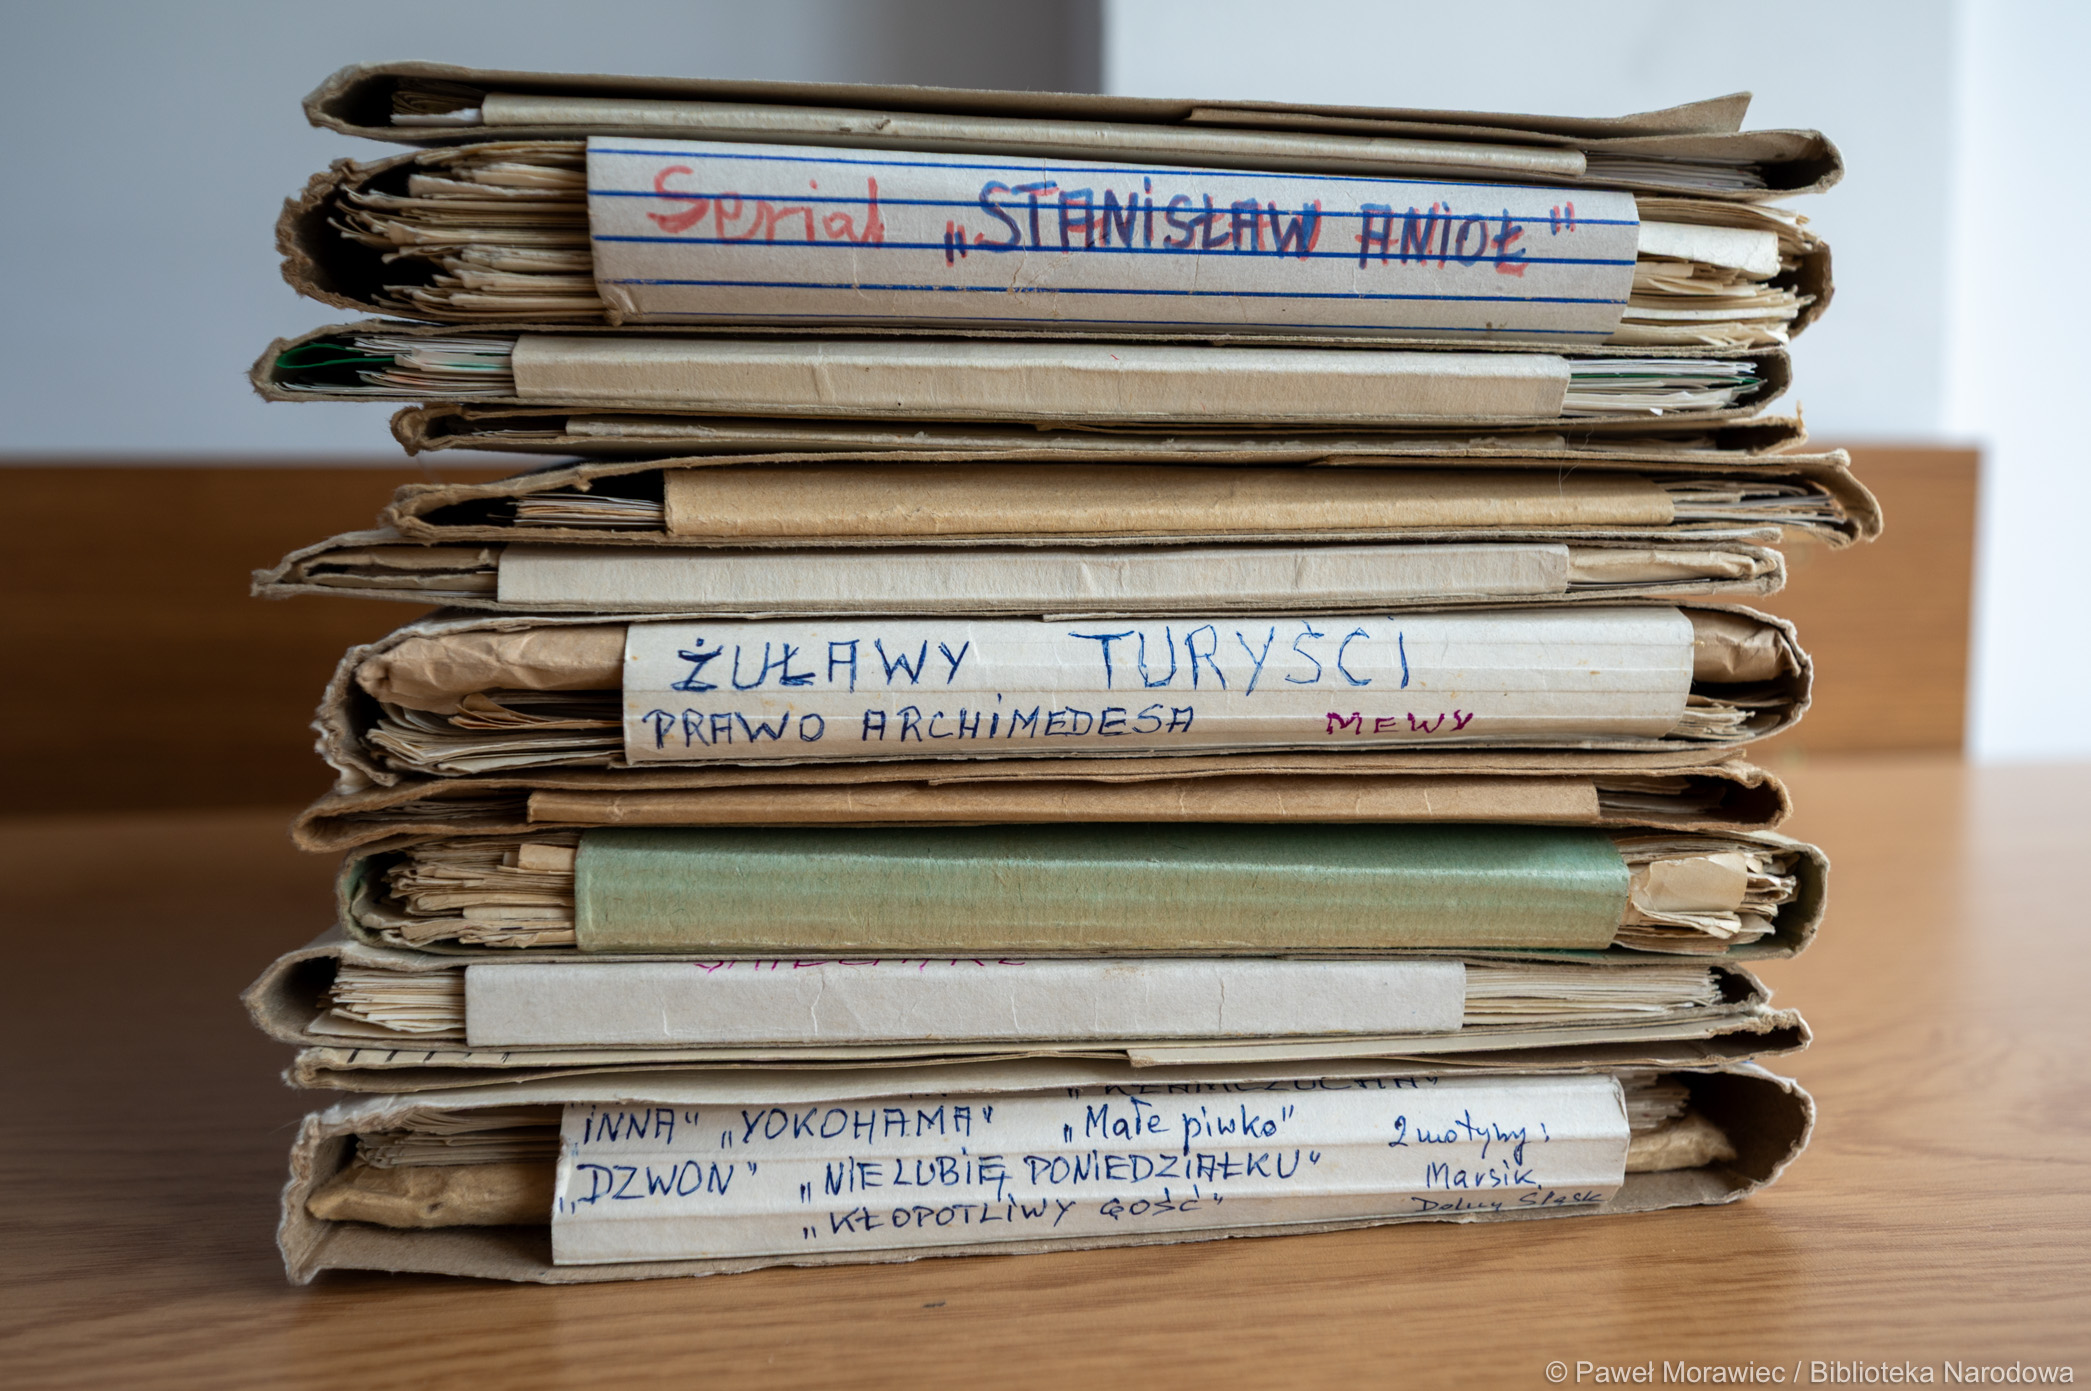 Serial „STANISŁAW ANIOŁ"
ŻUŁAWY TURYŚCI
PRAWO ARCHIMEDESA MEWY
„INNA" „YOKOHAMA" „Małe piwko" 2 motywy:
„DZWON" „NIE LUBIĘ PONIEDZIAŁKU" Marsik
„KŁOPOTLIWY GOŚĆ" Dolny Śląsk
© Paweł Morawiec / Biblioteka Narodowa